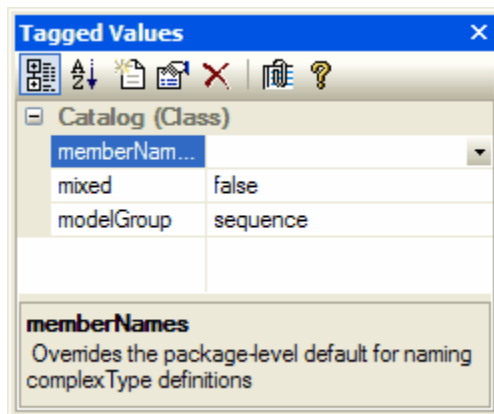 Tagged Values
Catalog (Class)
memberNam...
mixed false
modelGroup sequence
memberNames
Overrides the package-level default for naming
complexType definitions